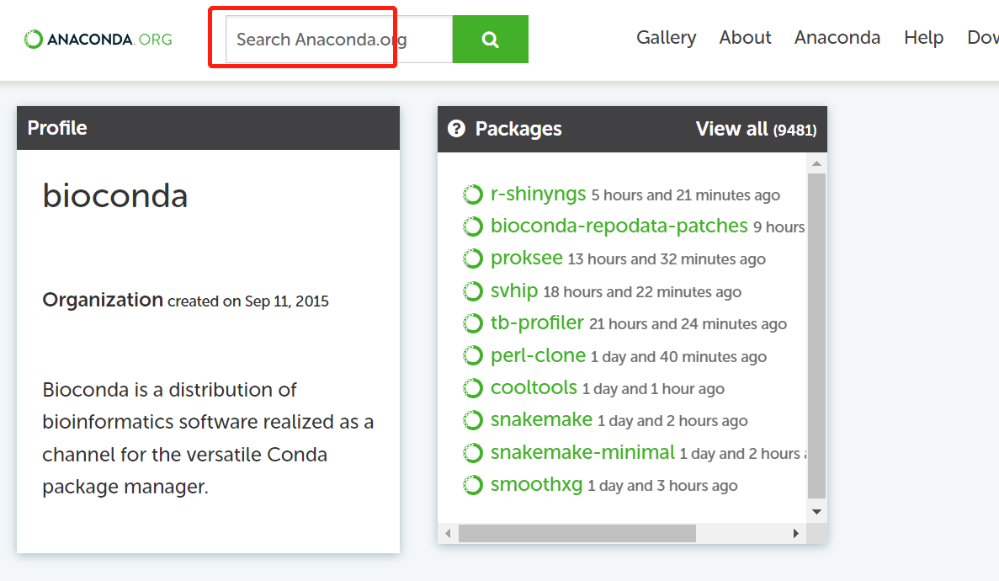 ANACONDA.ORG
Search Anaconda.org
Gallery About Anaconda Help
Profile
bioconda
Organization created on Sep 11, 2015
Bioconda is a distribution of
bioinformatics software realized as a
channel for the versatile Conda
package manager.
? Packages View all (9481)
r-shinyngs 5 hours and 21 minutes ago
bioconda-repodata-patches 9 hours
proksee 13 hours and 32 minutes ago
svhip 18 hours and 22 minutes ago
tb-profiler 21 hours and 24 minutes ago
perl-clone 1 day and 40 minutes ago
cooltools 1 day and 1 hour ago
snakemake 1 day and 2 hours ago
snakemake-minimal 1 day and 2 hours
smoothxg 1 day and 3 hours ago